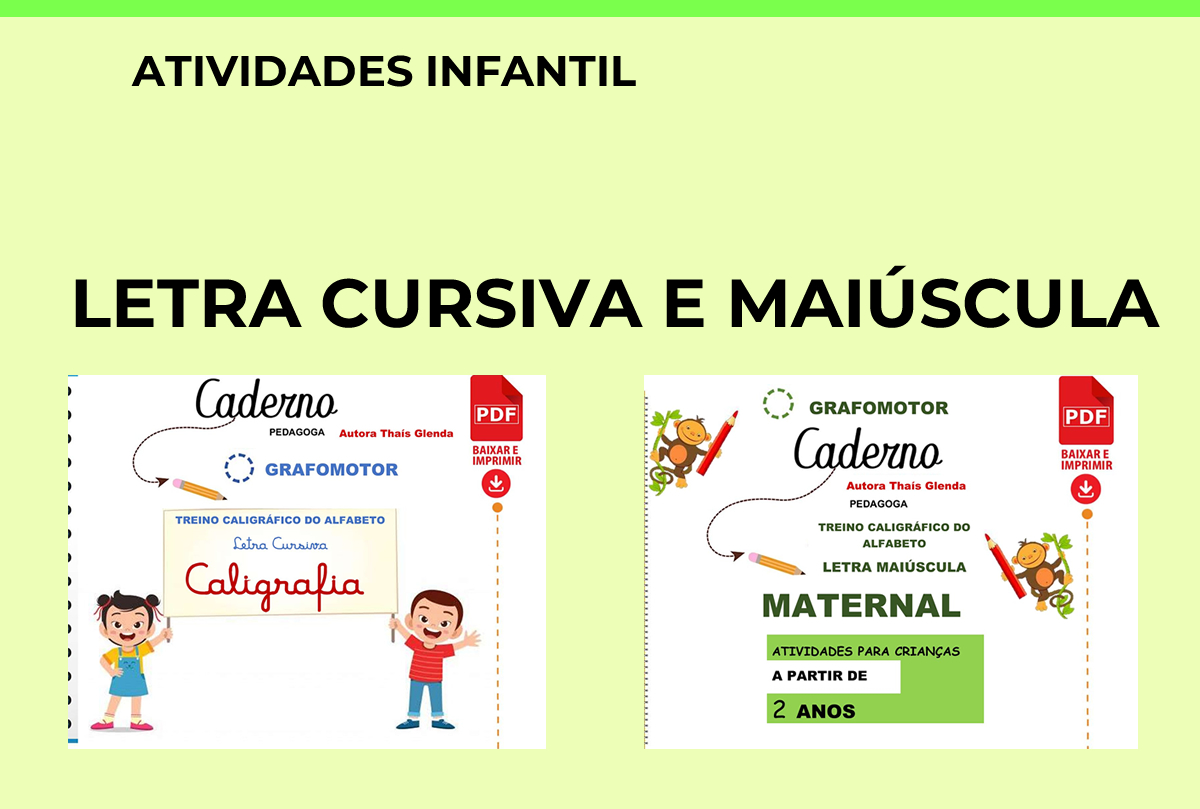 ATIVIDADES INFANTIL
LETRA CURSIVA E MAIÚSCULA
Caderno
PEDAGOGA Autora Thaís Glenda
GRAFOMOTOR
TREINO CALIGRÁFICO DO ALFABETO
Letra Cursiva
Caligrafia
PDF
BAIXAR E
IMPRIMIR
GRAFOMOTOR
Caderno
Autora Thaís Glenda
PEDAGOGA
TREINO CALIGRÁFICO DO
ALFABETO
LETRA MAIÚSCULA
MATERNAL
ATIVIDADES PARA CRIANÇAS
A PARTIR DE
2 ANOS
PDF
BAIXAR E
IMPRIMIR